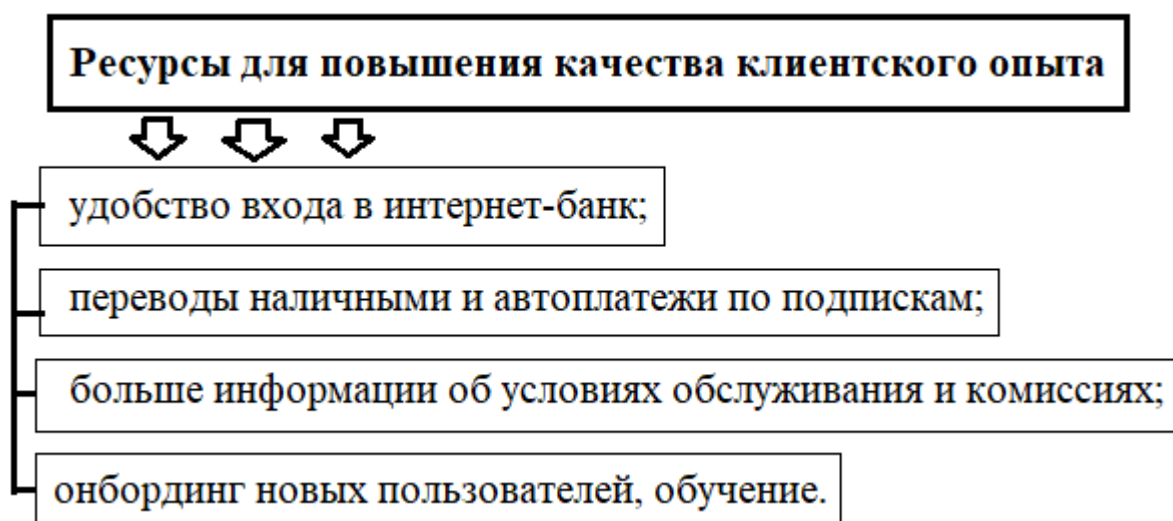 Ресурсы для повышения качества клиентского опыта
удобство входа в интернет-банк;
переводы наличными и автоплатежи по подпискам;
больше информации об условиях обслуживания и комиссиях;
онбординг новых пользователей, обучение.